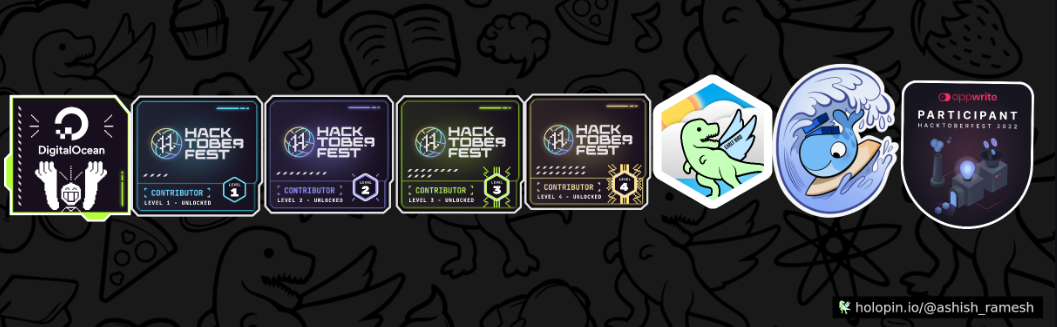 DigitalOcean
HACK
TOBER
FEST
CONTRIBUTOR
LEVEL
1
LEVEL 1 - UNLOCKED
HACK
TOBER
FEST
CONTRIBUTOR
LEVEL
2
LEVEL 2 - UNLOCKED
HACK
TOBER
FEST
CONTRIBUTOR
LEVEL
3
LEVEL 3 - UNLOCKED
HACK
TOBER
FEST
CONTRIBUTOR
LEVEL
4
LEVEL 4 - UNLOCKED
EARLY BIRD
appwrite
PARTICIPANT
HACKTOBERFEST 2022
holopin.io/@ashish_ramesh